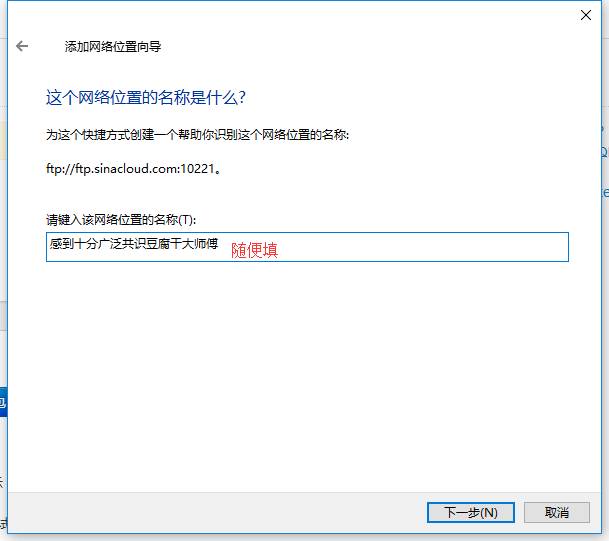 添加网络位置向导
这个网络位置的名称是什么?
为这个快捷方式创建一个帮助你识别这个网络位置的名称:
ftp://ftp.sinacloud.com:10221。
请键入该网络位置的名称(T):
感到十分广泛共识豆腐干大师傅 随便填
下一步(N) 取消